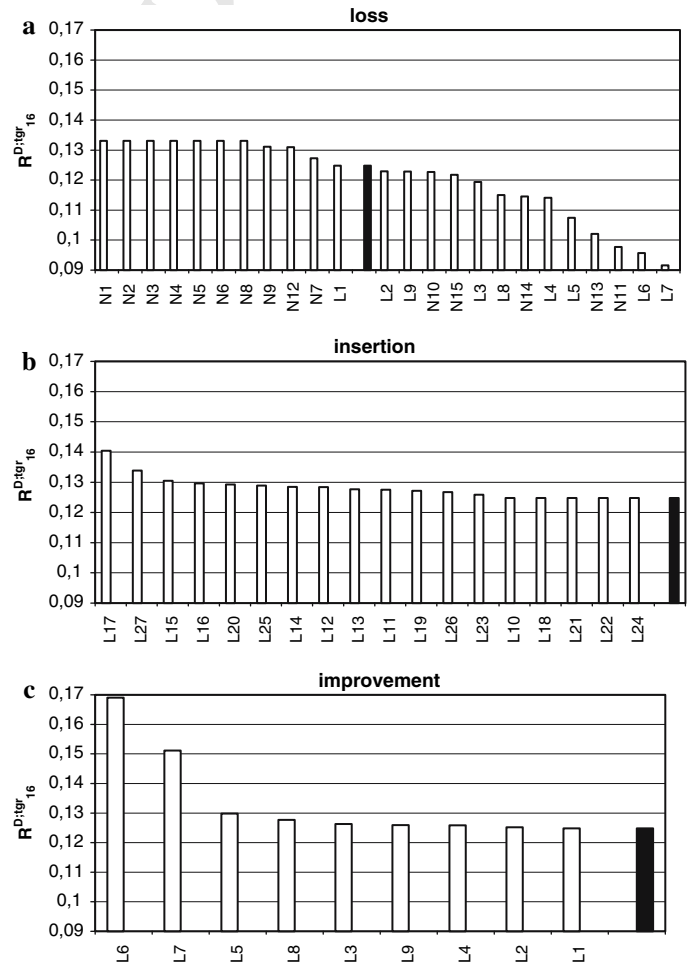 a
loss
0,17
0,16
0,15
0,14
0,13
0,12
0,11
0,1
0,09
R^D;tgr_16
N1 N2 N3 N4 N5 N6 N8 N9 N12 N7 L1 L2 L9 N10 N15 L3 L8 N14 L4 L5 N13 N11 L6 L7
b
insertion
0,17
0,16
0,15
0,14
0,13
0,12
0,11
0,1
0,09
R^D;tgr_16
L17 L27 L15 L16 L20 L25 L14 L12 L13 L11 L19 L26 L23 L10 L18 L21 L22 L24
c
improvement
0,17
0,16
0,15
0,14
0,13
0,12
0,11
0,1
0,09
R^D;tgr_16
L6 L7 L5 L8 L3 L9 L4 L2 L1